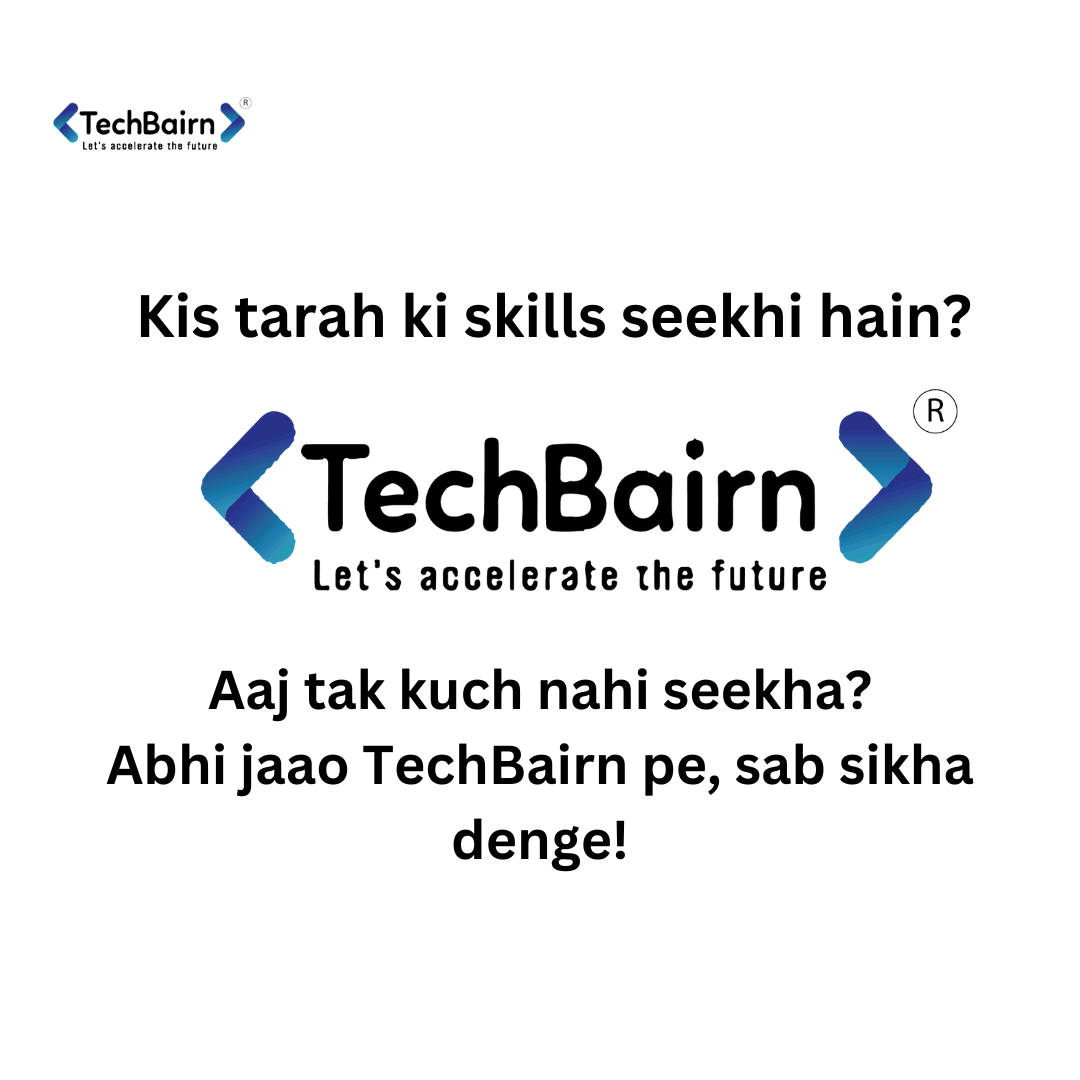 TechBairn ®
Let's accelerate the future
Kis tarah ki skills seekhi hain?
TechBairn ®
Let's accelerate the future
Aaj tak kuch nahi seekha?
Abhi jaao TechBairn pe, sab sikha
denge!